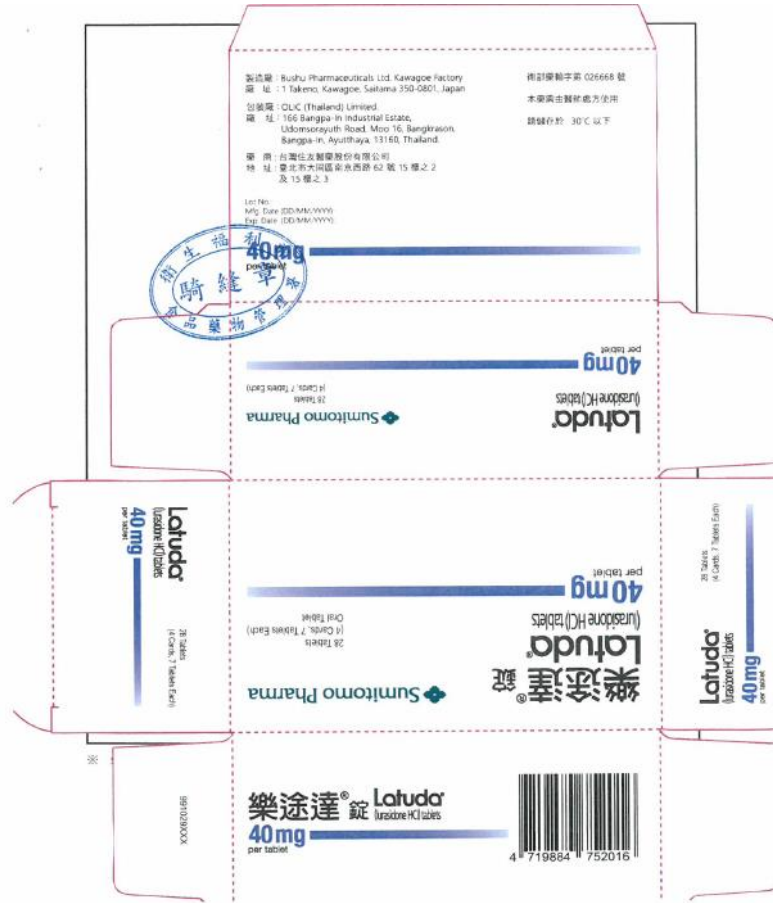 製造廠：Bushu Pharmaceuticals Ltd. Kawagoe Factory
廠 址：1 Takeno, Kawagoe, Saitama 350-0801, Japan
包裝廠：OLIC (Thailand) Limited.
廠 址：166 Bangpa-In Industrial Estate,
Udomsorayuth Road, Moo 16, Bangkrason,
Bangpa-In, Ayutthaya, 13160, Thailand.
藥 商：台灣住友醫藥股份有限公司
地 址：臺北市大同區南京西路 62 號 15 樓之 2
及 15 樓之 3
衛部藥輸字第 026668 號
本藥須由醫師處方使用
請儲存於 30℃ 以下
Lot No.
Mfg. Date (DD/MM/YYYY)
Exp. Date (DD/MM/YYYY)
40mg
per tablet
衛生福利部
食品藥物管理署
騎縫章
Latuda®
(lurasidone HCl) tablets
40mg
per tablet
28 Tablets
(4 Cards, 7 Tablets Each)
Sumitomo Pharma
Latuda®
(lurasidone HCl) tablets
40mg
per tablet
28 Tablets
(4 Cards, 7 Tablets Each)
樂途達® 錠
Latuda®
(lurasidone HCl) tablets
40mg
per tablet
28 Tablets
(4 Cards, 7 Tablets Each)
Oral Tablet
Sumitomo Pharma
28 Tablets
(4 Cards, 7 Tablets Each)
Latuda®
(lurasidone HCl) tablets
40mg
per tablet
※
991029XXX
樂途達® 錠 Latuda®
(lurasidone HCl) tablets
40mg
per tablet
4 719884 752016